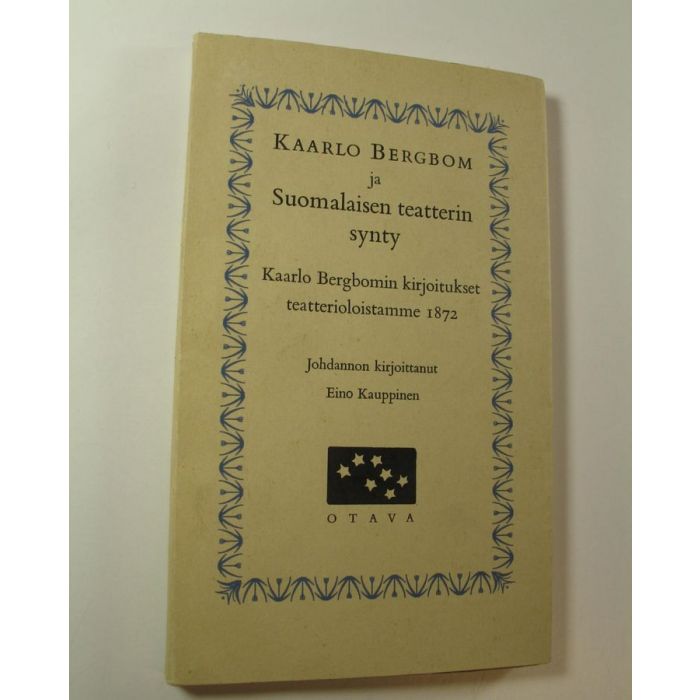 KAARLO BERGBOM
ja
Suomalaisen teatterin
synty
Kaarlo Bergbomin kirjoitukset
teatterioloistamme 1872
Johdannon kirjoittanut
Eino Kauppinen
OTAVA